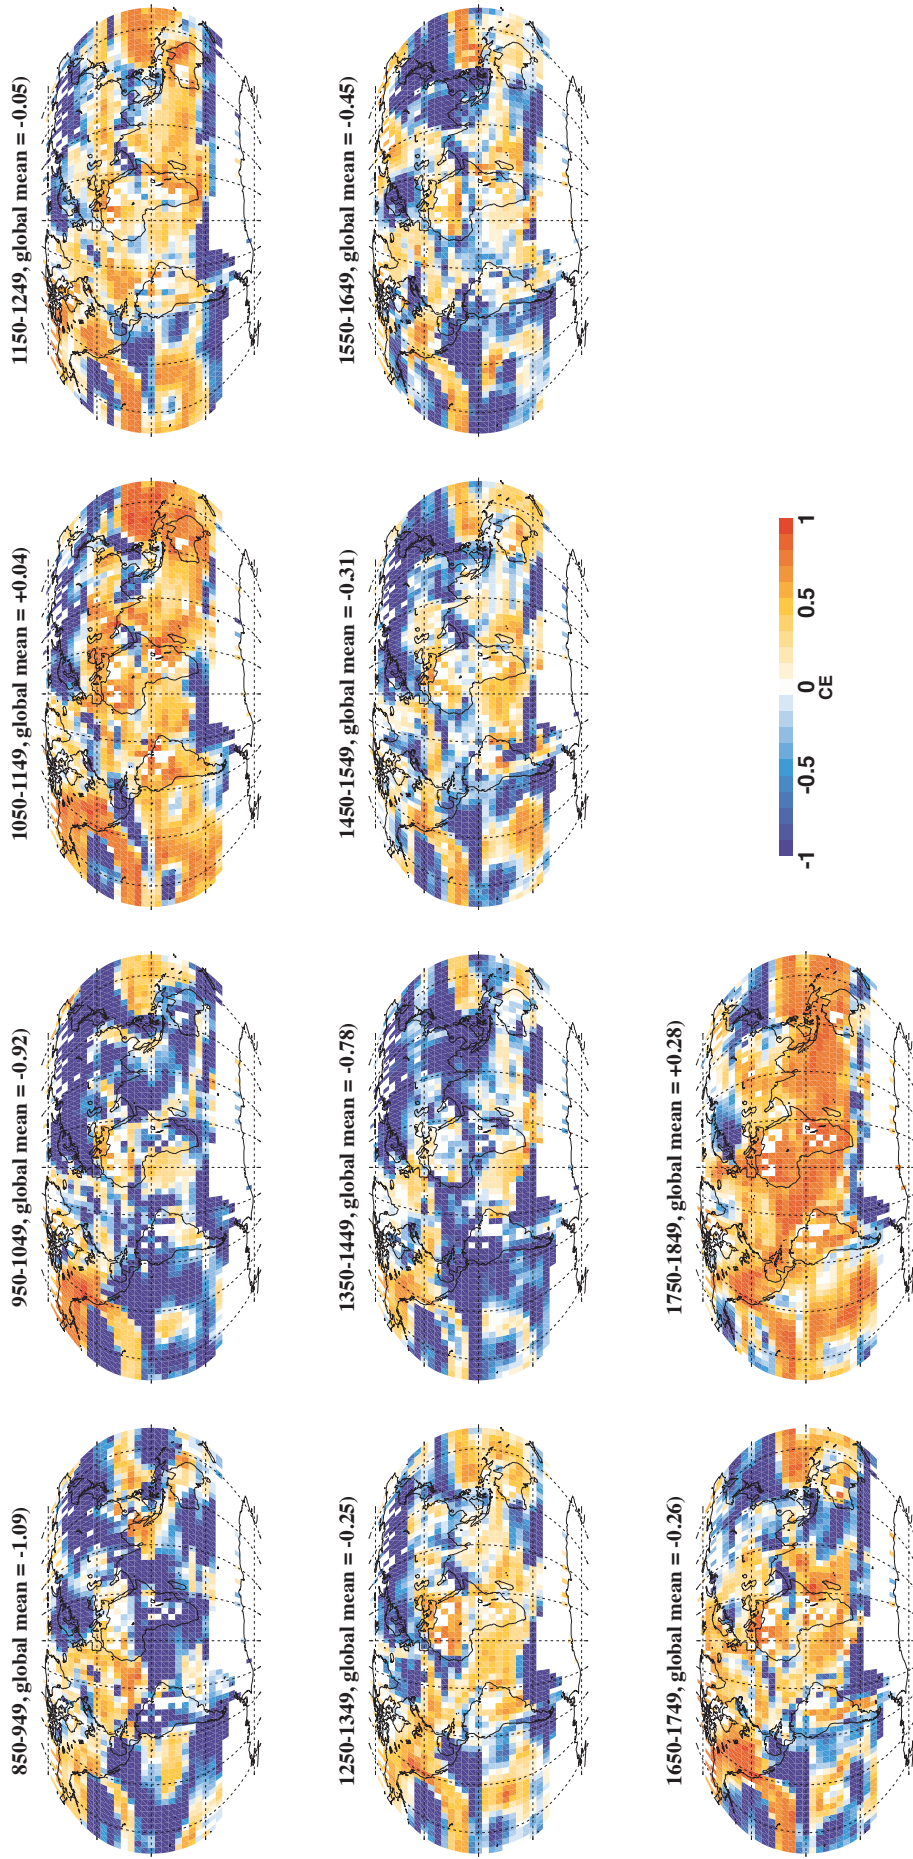 850-949, global mean = -1.09)
950-1049, global mean = -0.92)
1050-1149, global mean = +0.04)
1150-1249, global mean = -0.05)
1250-1349, global mean = -0.25)
1350-1449, global mean = -0.78)
1450-1549, global mean = -0.31)
1550-1649, global mean = -0.45)
1650-1749, global mean = -0.26)
1750-1849, global mean = +0.28)
-1 -0.5 0 0.5 1
CE